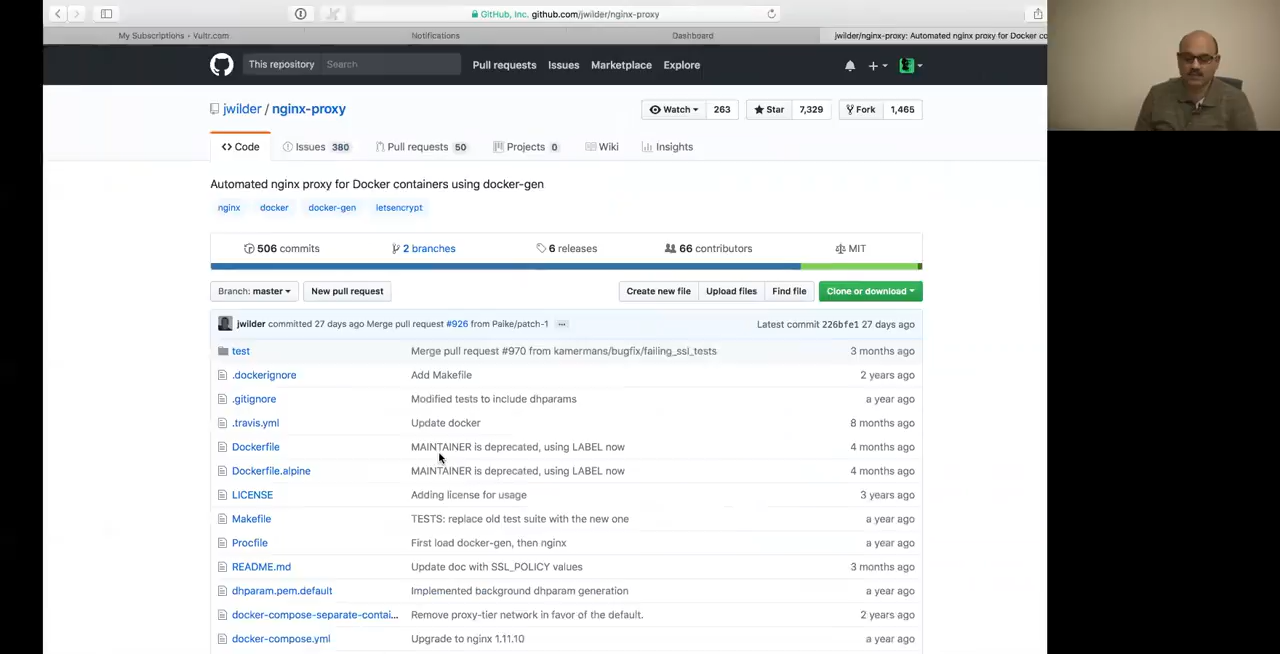 GitHub, Inc. github.com/jwilder/nginx-proxy
My Subscriptions - Vultr.com
Notifications
Dashboard
jwilder/nginx-proxy: Automated nginx proxy for Docker co
This repository
Search
Pull requests
Issues
Marketplace
Explore
jwilder / nginx-proxy
Watch 263
Star 7,329
Fork 1,465
Code
Issues 380
Pull requests 50
Projects 0
Wiki
Insights
Automated nginx proxy for Docker containers using docker-gen
nginx
docker
docker-gen
letsencrypt
506 commits
2 branches
6 releases
66 contributors
MIT
Branch: master
New pull request
Create new file
Upload files
Find file
Clone or download
jwilder committed 27 days ago Merge pull request #926 from Paike/patch-1 ...
Latest commit 226bfe1 27 days ago
test Merge pull request #970 from kamermans/bugfix/failing_ssl_tests 3 months ago
.dockerignore Add Makefile 2 years ago
.gitignore Modified tests to include dhparams a year ago
.travis.yml Update docker 8 months ago
Dockerfile MAINTAINER is deprecated, using LABEL now 4 months ago
Dockerfile.alpine MAINTAINER is deprecated, using LABEL now 4 months ago
LICENSE Adding license for usage 3 years ago
Makefile TESTS: replace old test suite with the new one a year ago
Procfile First load docker-gen, then nginx a year ago
README.md Update doc with SSL_POLICY values 3 months ago
dhparam.pem.default Implemented background dhparam generation a year ago
docker-compose-separate-contai... Remove proxy-tier network in favor of the default. 2 years ago
docker-compose.yml Upgrade to nginx 1.11.10 a year ago